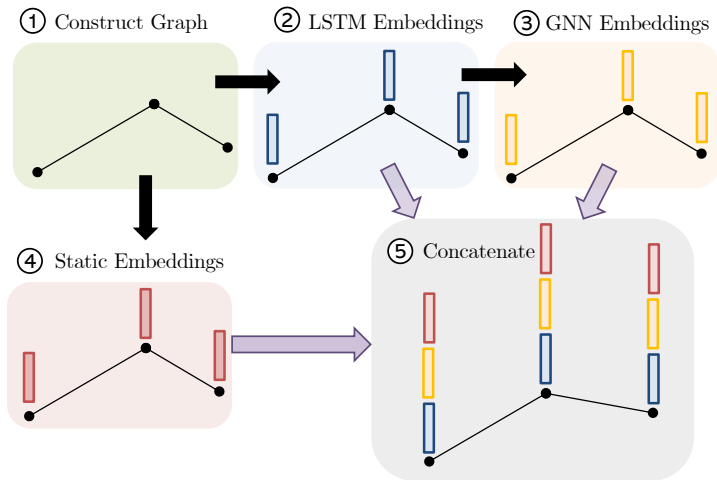 ① Construct Graph
② LSTM Embeddings
③ GNN Embeddings
④ Static Embeddings
⑤ Concatenate